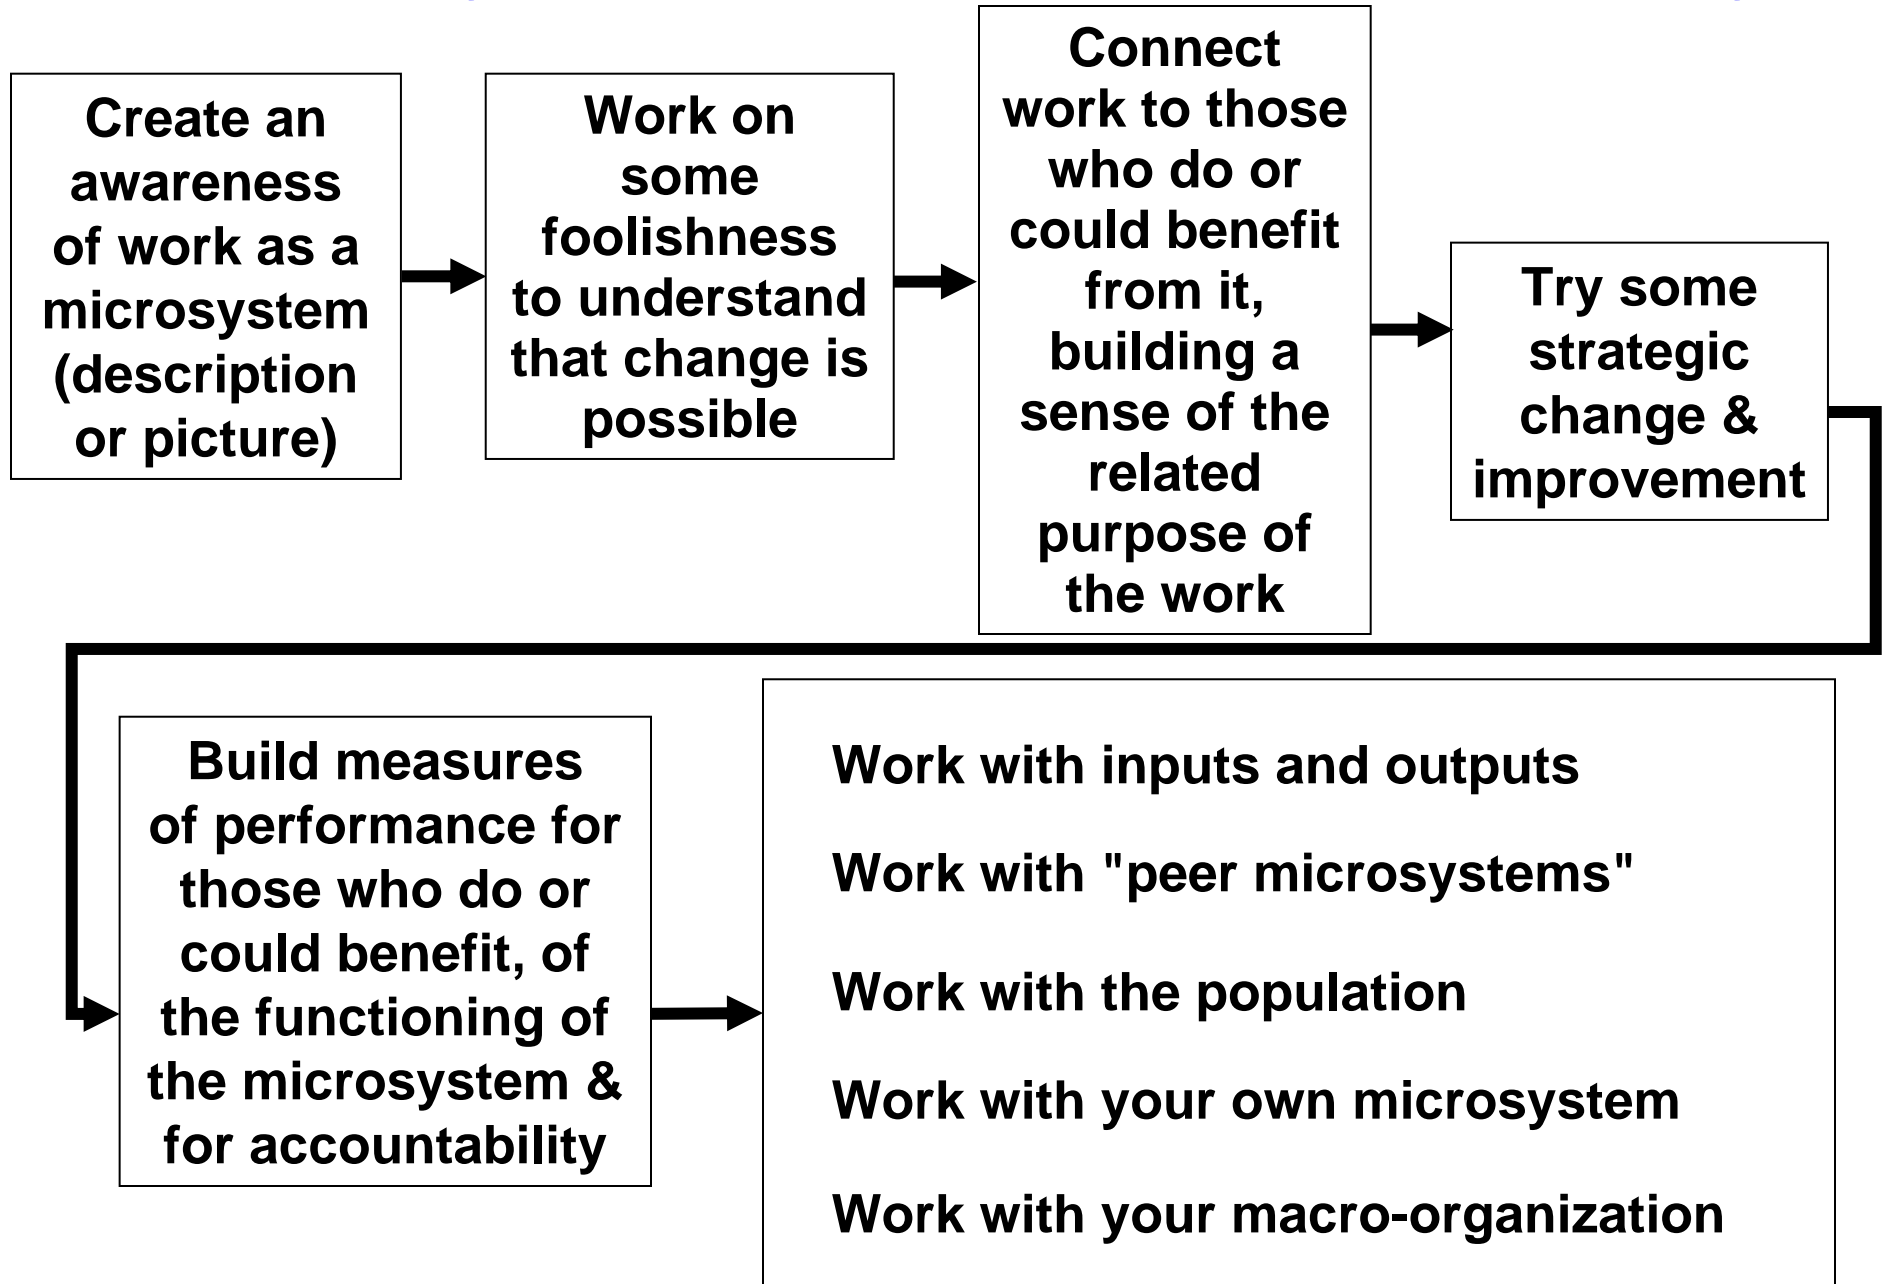 Create an
awareness
of work as a
microsystem
(description
or picture)
Work on
some
foolishness
to understand
that change is
possible
Connect
work to those
who do or
could benefit
from it,
building a
sense of the
related
purpose of
the work
Try some
strategic
change &
improvement
Build measures
of performance for
those who do or
could benefit, of
the functioning of
the microsystem &
for accountability
Work with inputs and outputs
Work with "peer microsystems"
Work with the population
Work with your own microsystem
Work with your macro-organization